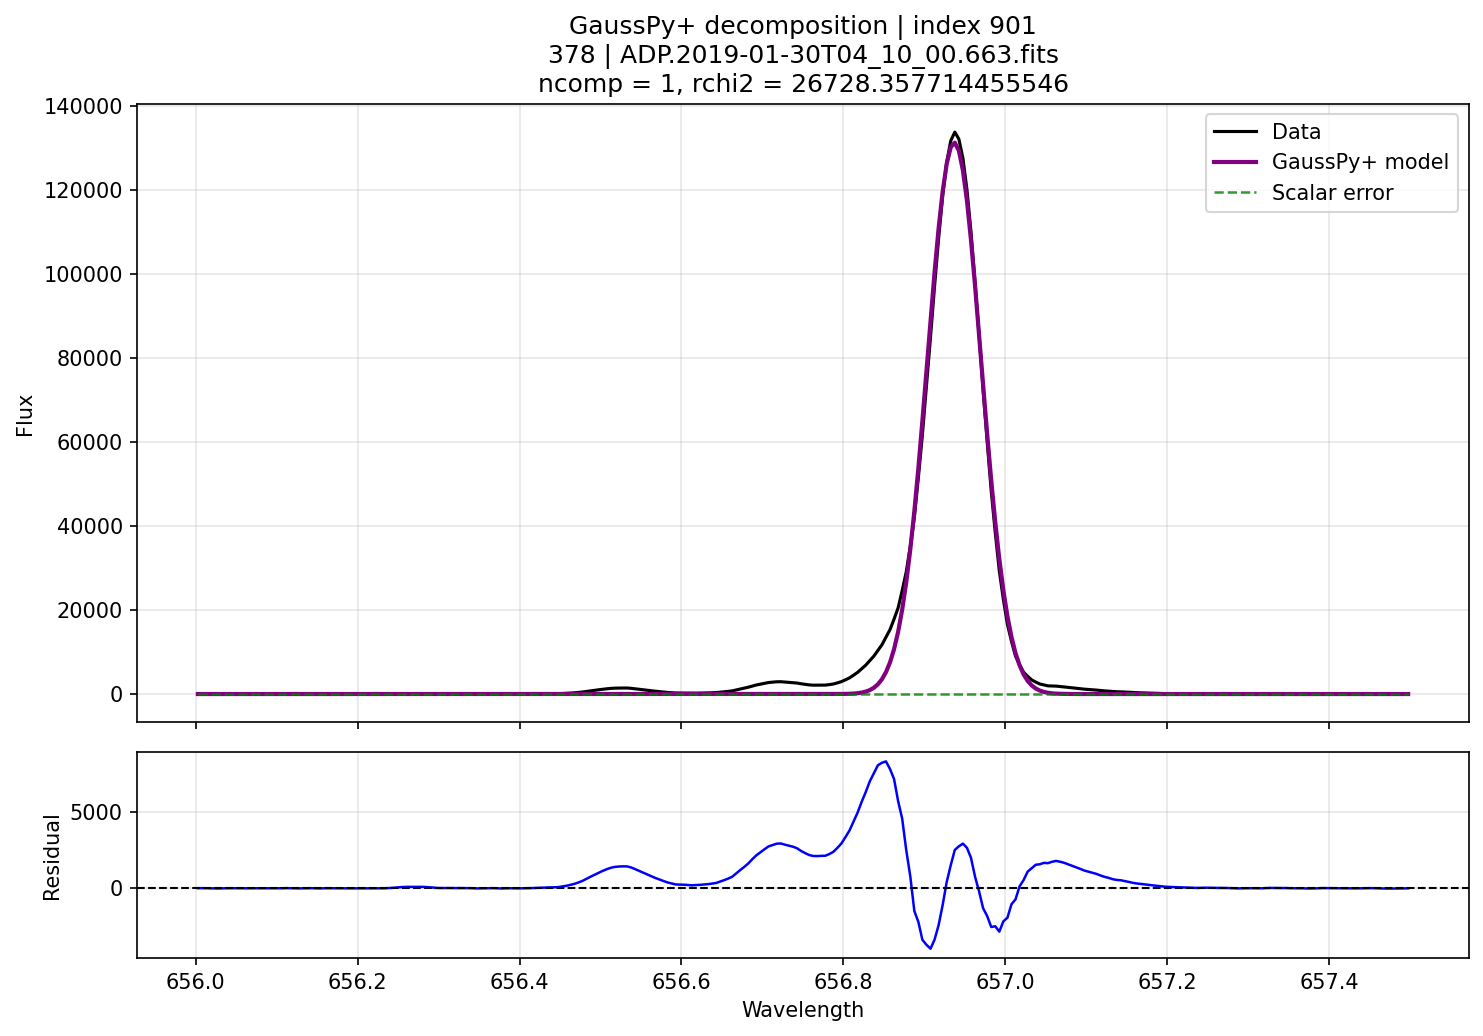 GaussPy+ decomposition | index 901
378 | ADP.2019-01-30T04_10_00.663.fits
ncomp = 1, rchi2 = 26728.357714455546
140000
120000
100000
80000
60000
40000
20000
0
Flux
Data
GaussPy+ model
Scalar error
5000
0
Residual
656.0
656.2
656.4
656.6
656.8
657.0
657.2
657.4
Wavelength